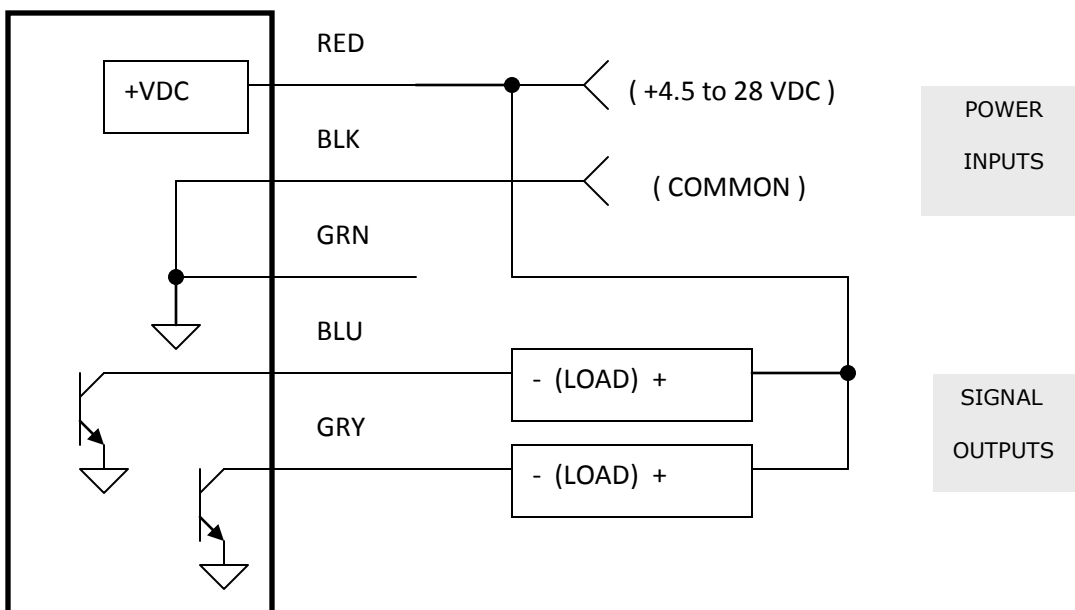 RED
+VDC
( +4.5 to 28 VDC )
POWER
INPUTS
BLK
( COMMON )
GRN
BLU
- (LOAD) +
SIGNAL
OUTPUTS
GRY
- (LOAD) +